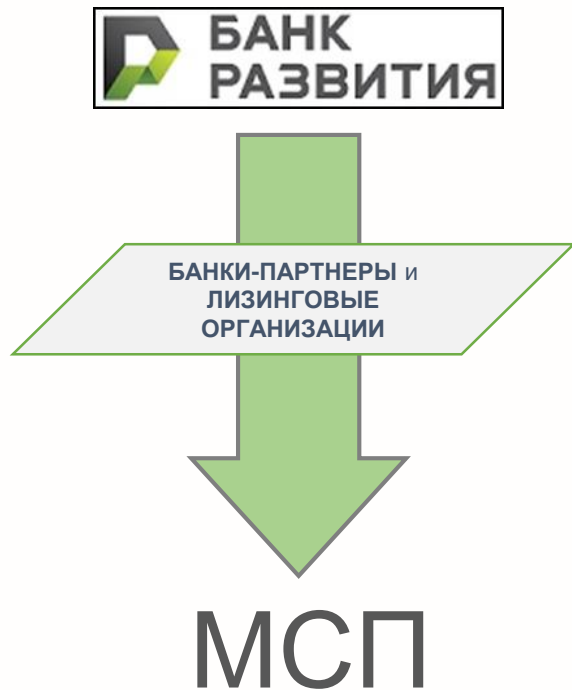 БАНК
РАЗВИТИЯ
БАНКИ-ПАРТНЕРЫ и
ЛИЗИНГОВЫЕ
ОРГАНИЗАЦИИ
МСП